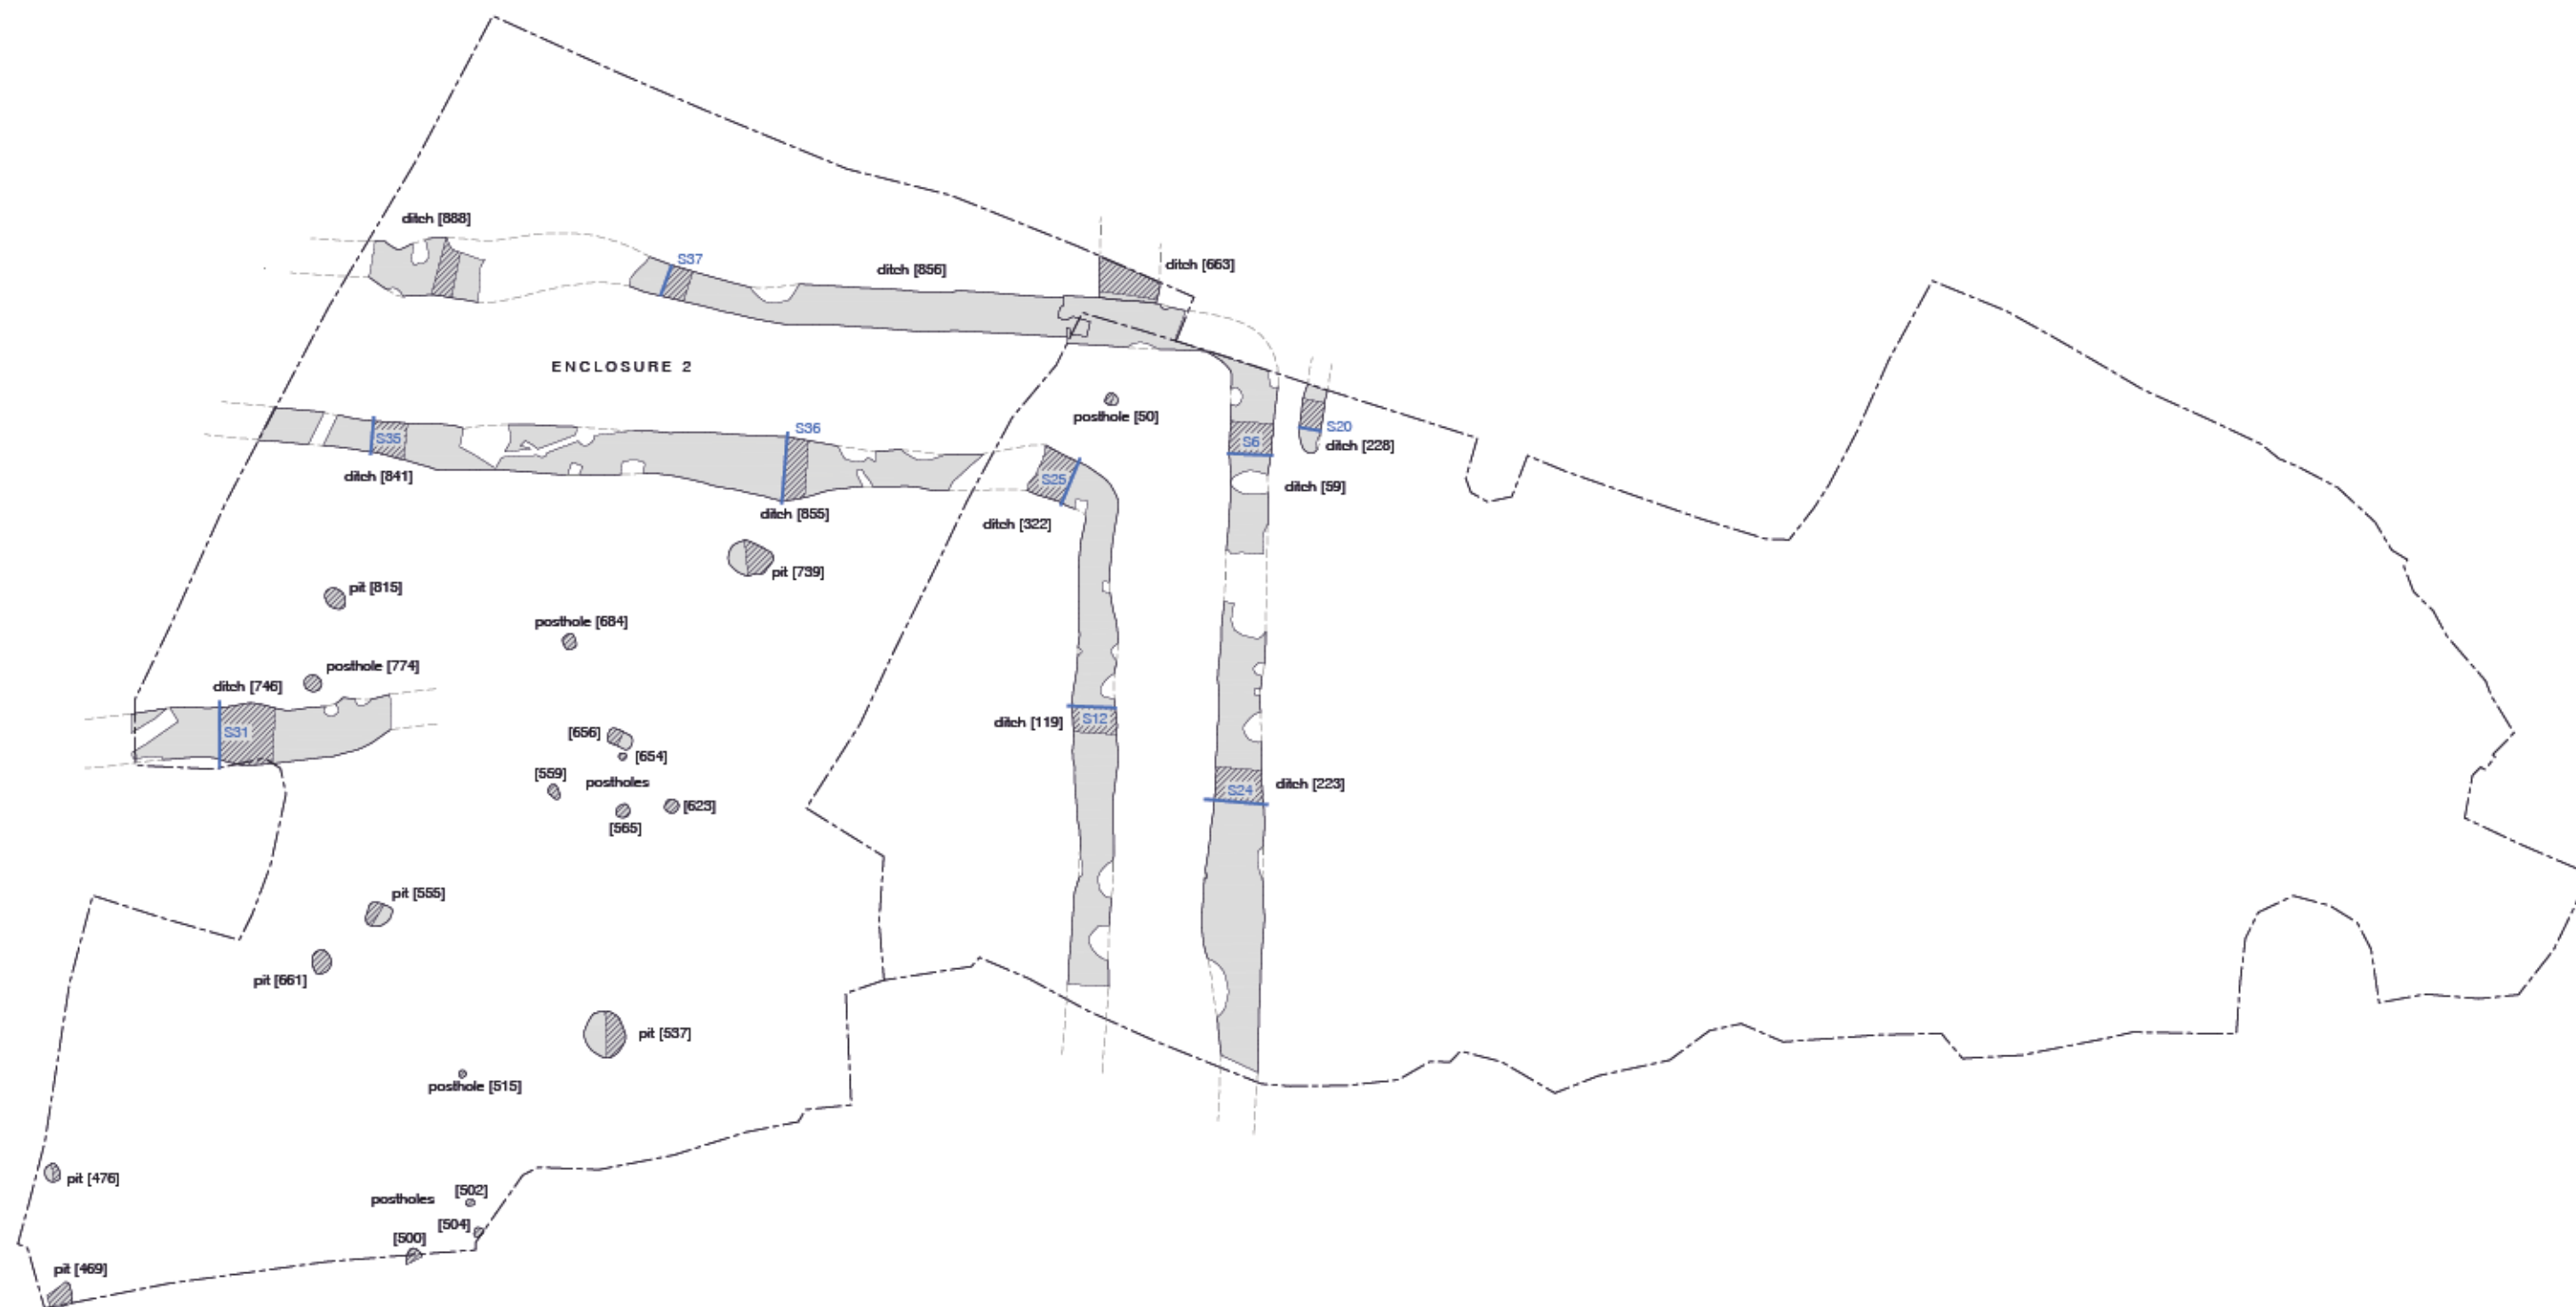 ditch [888]
S37
ditch [856]
ditch [663]
ENCLOSURE 2
posthole [50]
S35
S36
S6
S20
ditch [228]
ditch [841]
S25
ditch [59]
ditch [855]
ditch [322]
pit [739]
pit [815]
posthole [684]
posthole [774]
ditch [746]
S31
[656]
[654]
ditch [119]
S12
[559]
postholes
[623]
[565]
S24
ditch [223]
pit [555]
pit [661]
pit [537]
posthole [515]
pit [476]
postholes
[502]
[504]
[500]
pit [469]